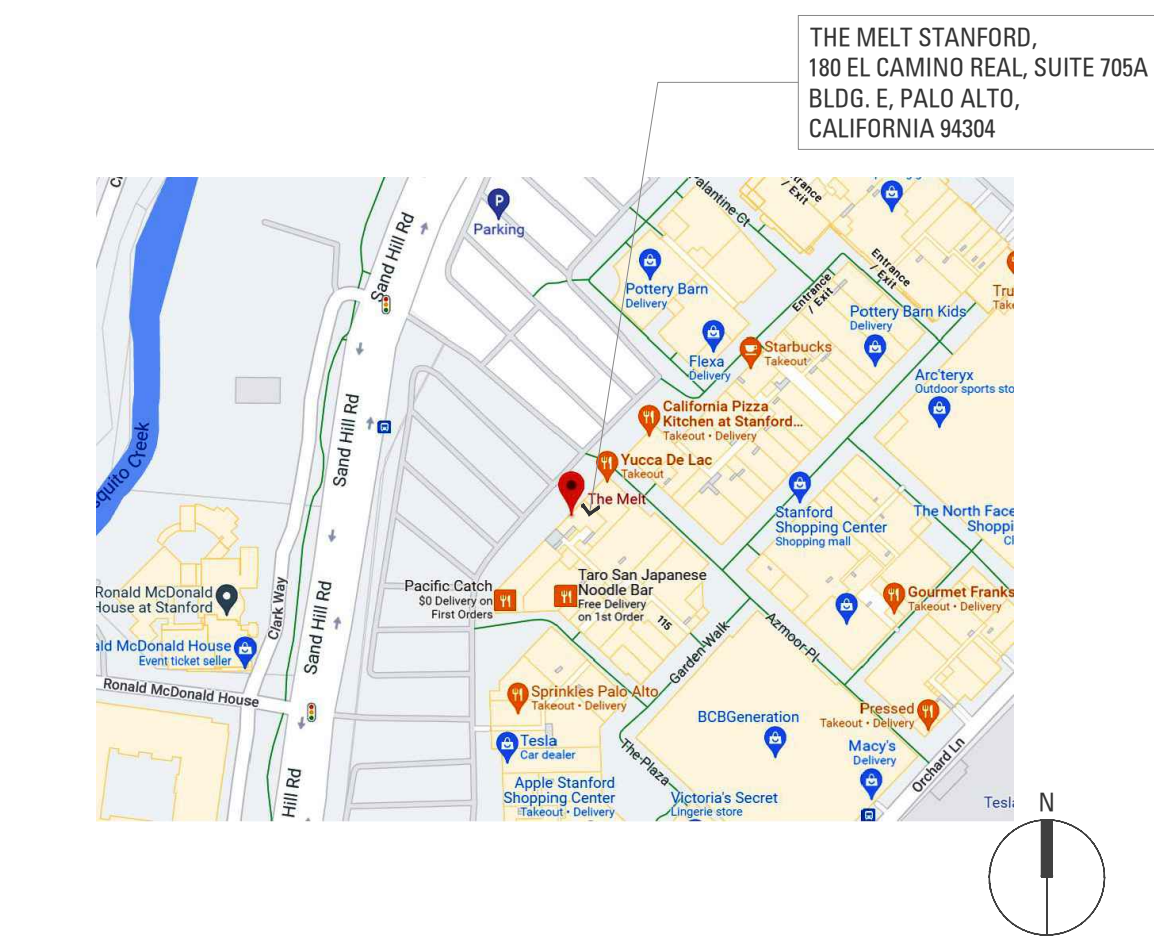 THE MELT STANFORD,
180 EL CAMINO REAL, SUITE 705A
BLDG. E, PALO ALTO,
CALIFORNIA 94304
Sand Hill Rd
P
Parking
Entrance
/ Exit
Pottery Barn
Delivery
Entrance
/ Exit
Entrance
/ Exit
Pottery Barn Kids
Delivery
Flexa
Delivery
Starbucks
Takeout
Arc'teryx
Outdoor sports sto
California Pizza
Kitchen at Stanford...
Takeout • Delivery
Sand Hill Rd
Yucca De Lac
Takeout
The Melt
Creek
Stanford
Shopping Center
Shopping mall
The North Face
Shoppi
Pacific Catch
$0 Delivery on
First Orders
Taro San Japanese
Noodle Bar
Free Delivery
on 1st Order
115
Ronald McDonald
House at Stanford
Clark Way
Sand Hill Rd
Gourmet Franks
Takeout • Delivery
Azmoor Pl
Garden Walk
ald McDonald House
Event ticket seller
Ronald McDonald House
Sprinkles Palo Alto
Takeout • Delivery
BCBGeneration
Pressed
Takeout • Delivery
Tesla
Car dealer
Macy's
Delivery
Orchard Ln
The Plaza
Hill Rd
Apple Stanford
Shopping Center
Takeout • Delivery
Victoria's Secret
Lingerie store
Tesla
N